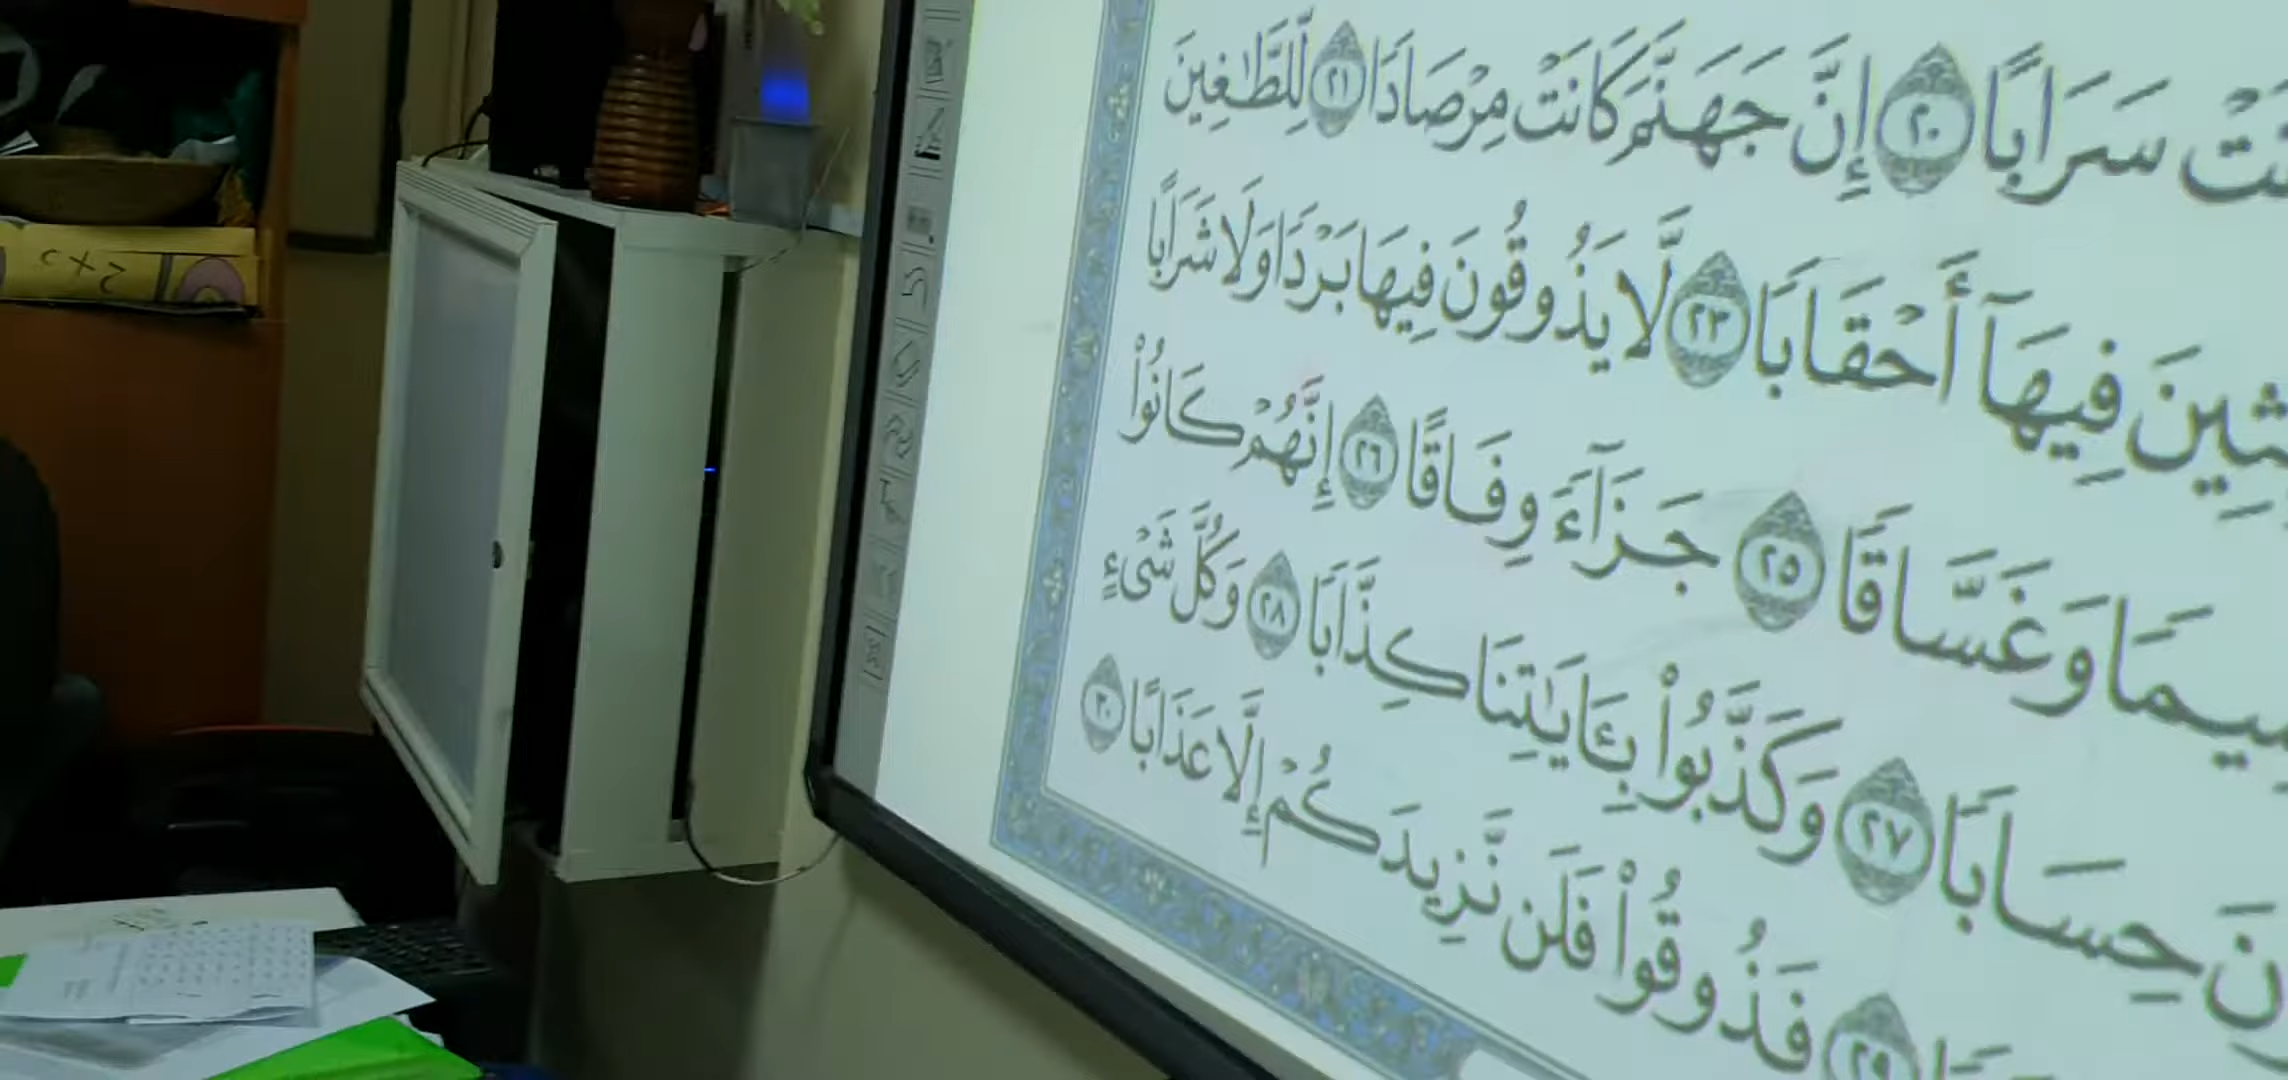 سَرَابًا ٢٠ إِنَّ جَهَنَّمَ كَانَتْ مِرْصَادًا ٢١ لِّلطَّٰغِينَ
فِيهَآ أَحْقَابًا ٢٣ لَّا يَذُوقُونَ فِيهَا بَرْدًا وَلَا شَرَابًا
وَغَسَّاقًا ٢٥ جَزَآءً وِفَاقًا ٢٦ إِنَّهُمْ كَانُوا۟
حِسَابًا ٢٧ وَكَذَّبُوا۟ بِـَٔايَٰتِنَا كِذَّابًا ٢٨ وَكُلَّ شَىْءٍ
٢٩ فَذُوقُوا۟ فَلَن نَّزِيدَكُمْ إِلَّا عَذَابًا ٣٠